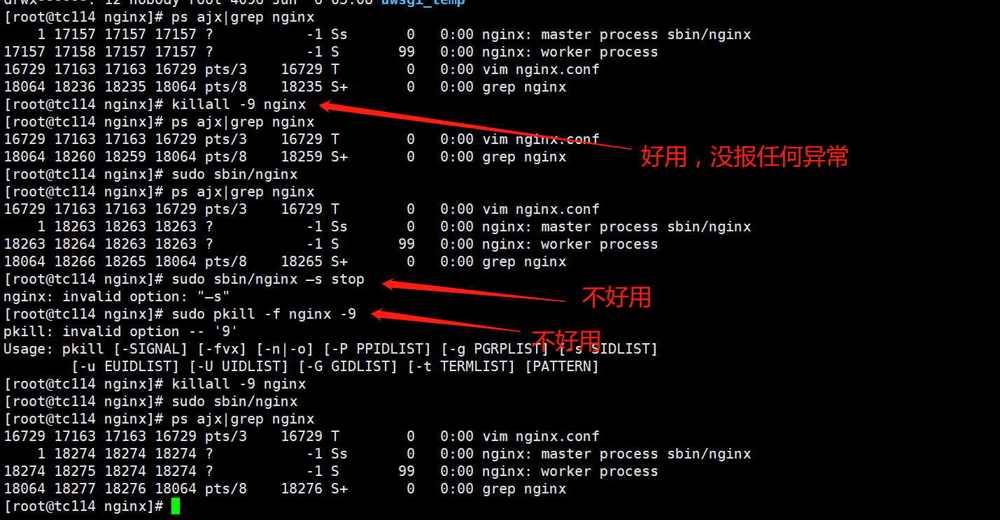 drwx------. 12 nobody root 4096 Jun  6 05:08 uwsgi_temp
[root@tc114 nginx]# ps ajx|grep nginx
    1 17157 17157 17157 ?           -1 Ss       0   0:00 nginx: master process sbin/nginx
17157 17158 17157 17157 ?           -1 S       99   0:00 nginx: worker process
16729 17163 17163 16729 pts/3    16729 T        0   0:00 vim nginx.conf
18064 18236 18235 18064 pts/8    18235 S+       0   0:00 grep nginx
[root@tc114 nginx]# killall -9 nginx
[root@tc114 nginx]# ps ajx|grep nginx
16729 17163 17163 16729 pts/3    16729 T        0   0:00 vim nginx.conf
18064 18260 18259 18064 pts/8    18259 S+       0   0:00 grep nginx
好用，没报任何异常
[root@tc114 nginx]# sudo sbin/nginx
[root@tc114 nginx]# ps ajx|grep nginx
16729 17163 17163 16729 pts/3    16729 T        0   0:00 vim nginx.conf
    1 18263 18263 18263 ?           -1 Ss       0   0:00 nginx: master process sbin/nginx
18263 18264 18263 18263 ?           -1 S       99   0:00 nginx: worker process
18064 18266 18265 18064 pts/8    18265 S+       0   0:00 grep nginx
[root@tc114 nginx]# sudo sbin/nginx –s stop
nginx: invalid option: "–s"
不好用
[root@tc114 nginx]# sudo pkill -f nginx -9
pkill: invalid option -- '9'
不好用
Usage: pkill [-SIGNAL] [-fvx] [-n|-o] [-P PPIDLIST] [-g PGRPLIST] [-s SIDLIST]
        [-u EUIDLIST] [-U UIDLIST] [-G GIDLIST] [-t TERMLIST] [PATTERN]
[root@tc114 nginx]# killall -9 nginx
[root@tc114 nginx]# sudo sbin/nginx
[root@tc114 nginx]# ps ajx|grep nginx
16729 17163 17163 16729 pts/3    16729 T        0   0:00 vim nginx.conf
    1 18274 18274 18274 ?           -1 Ss       0   0:00 nginx: master process sbin/nginx
18274 18275 18274 18274 ?           -1 S       99   0:00 nginx: worker process
18064 18277 18276 18064 pts/8    18276 S+       0   0:00 grep nginx
[root@tc114 nginx]#